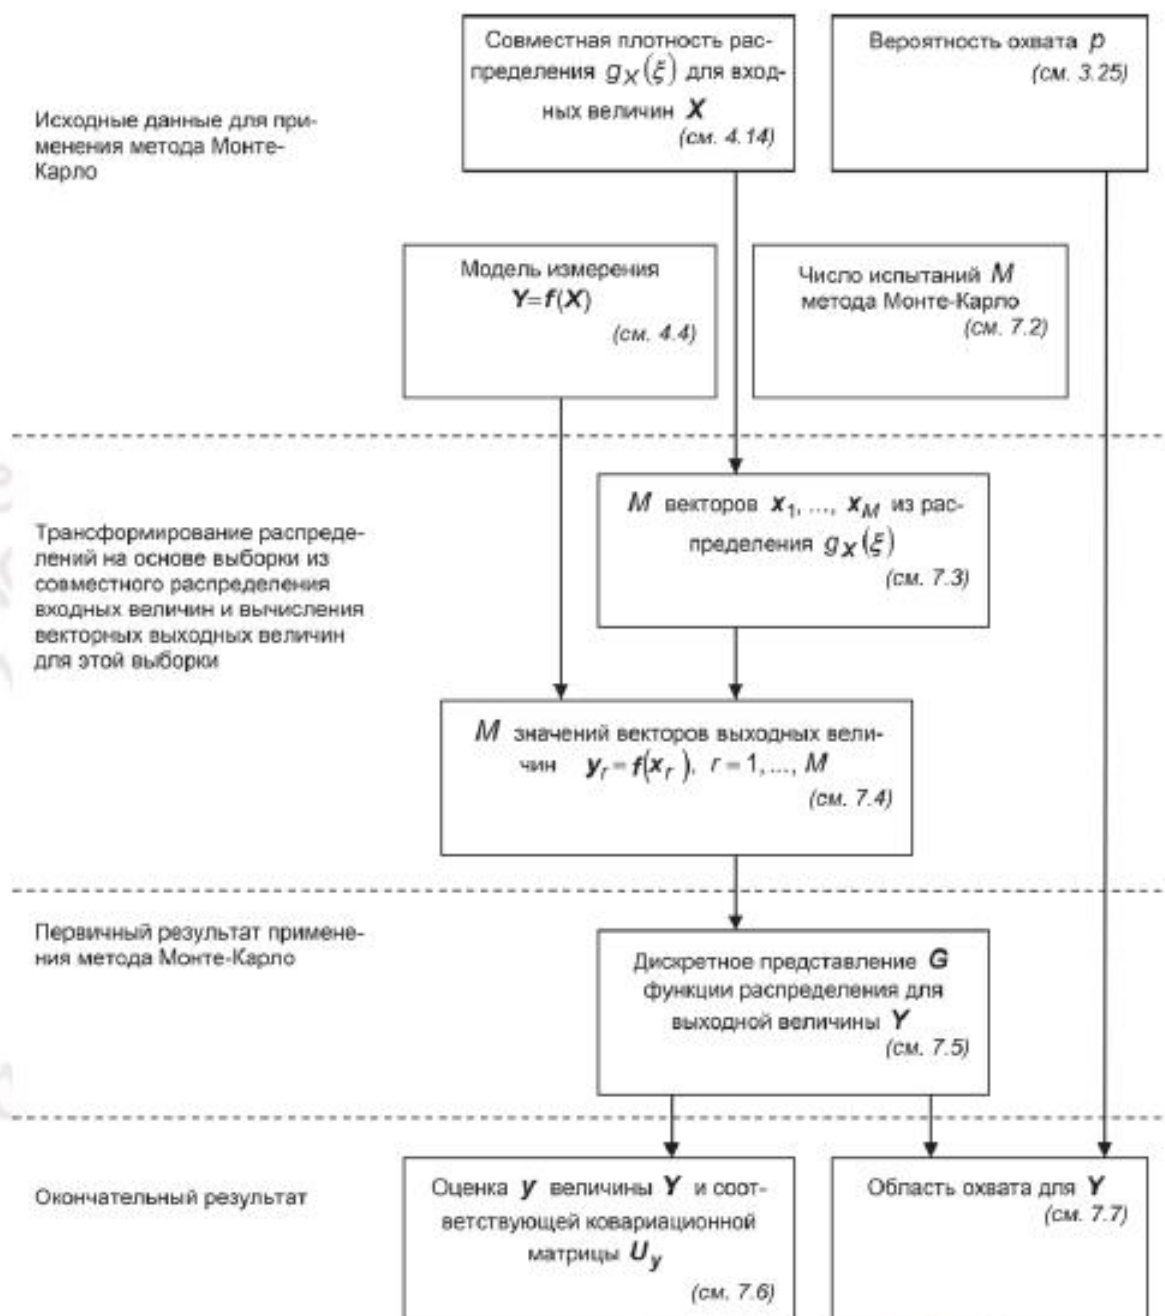 Совместная плотность рас-
пределения gX(ξ) для вход-
ных величин X
(см. 4.14)
Вероятность охвата p
(см. 3.25)
Исходные данные для при-
менения метода Монте-
Карло
Модель измерения
Y=f(X)
(см. 4.4)
Число испытаний M
метода Монте-Карло
(см. 7.2)
M векторов x1, ..., xM из рас-
пределения gX(ξ)
(см. 7.3)
Трансформирование распреде-
лений на основе выборки из
совместного распределения
входных величин и вычисления
векторных выходных величин
для этой выборки
M значений векторов выходных вели-
чин yr = f(xr), r = 1, ..., M
(см. 7.4)
Первичный результат примене-
ния метода Монте-Карло
Дискретное представление G
функции распределения для
выходной величины Y
(см. 7.5)
Окончательный результат
Оценка y величины Y и соот-
ветствующей ковариационной
матрицы Uy
(см. 7.6)
Область охвата для Y
(см. 7.7)